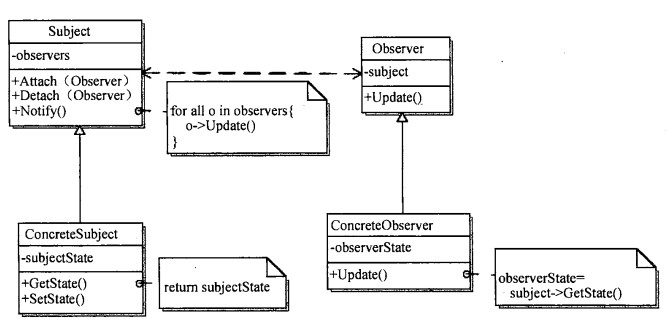 Subject
-observers
+Attach（Observer）
+Detach（Observer）
+Notify()
for all o in observers{
o->Update()
}
Observer
-subject
+Update()
ConcreteSubject
-subjectState
+GetState()
+SetState()
return subjectState
ConcreteObserver
-observerState
+Update()
observerState=
subject->GetState()